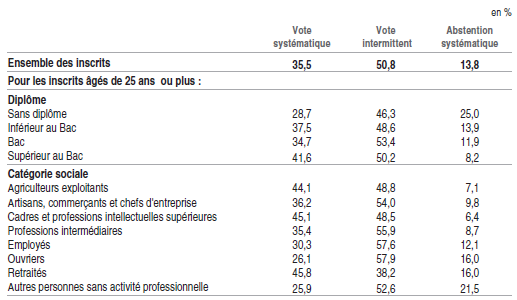 en %
Vote systématique Vote intermittent Abstention systématique
Ensemble des inscrits 35,5 50,8 13,8
Pour les inscrits âgés de 25 ans ou plus :
Diplôme
Sans diplôme 28,7 46,3 25,0
Inférieur au Bac 37,5 48,6 13,9
Bac 34,7 53,4 11,9
Supérieur au Bac 41,6 50,2 8,2
Catégorie sociale
Agriculteurs exploitants 44,1 48,8 7,1
Artisans, commerçants et chefs d'entreprise 36,2 54,0 9,8
Cadres et professions intellectuelles supérieures 45,1 48,5 6,4
Professions intermédiaires 35,4 55,9 8,7
Employés 30,3 57,6 12,1
Ouvriers 26,1 57,9 16,0
Retraités 45,8 38,2 16,0
Autres personnes sans activité professionnelle 25,9 52,6 21,5